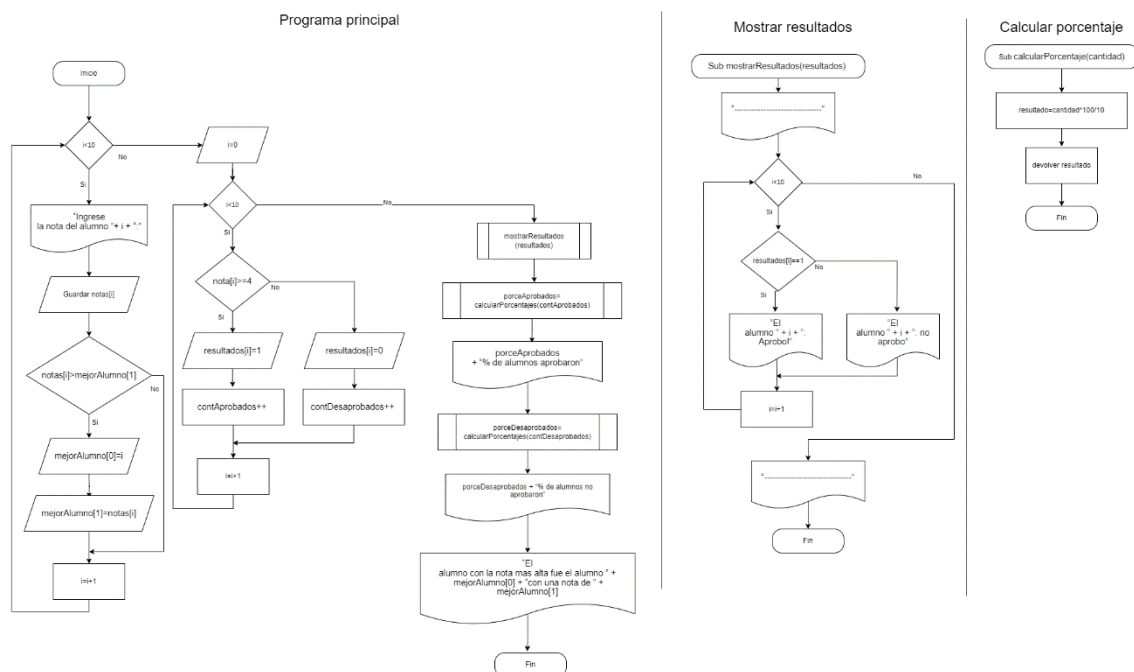 Programa principal
Inicio
i<10
No
Si
"Ingrese
la nota del alumno "+ i + ":"
Guardar notas[i]
notas[i]>mejorAlumno[1]
No
Si
mejorAlumno[0]=i
mejorAlumno[1]=notas[i]
i=i+1
i=0
i<10
No
Si
nota[i]>=4
No
Si
resultados[i]=1
resultados[i]=0
contAprobados++
contDesaprobados++
i=i+1
mostrarResultados
(resultados)
porceAprobados=
calcularPorcentajes(contAprobados)
porceAprobados
+ "% de alumnos aprobaron"
porceDesaprobados=
calcularPorcentajes(contDesaprobados)
porceDesaprobados + "% de alumnos no
aprobaron"
"El
alumno con la nota mas alta fue el alumno " +
mejorAlumno[0] + "con una nota de " +
mejorAlumno[1]
Fin
Mostrar resultados
Sub mostrarResultados(resultados)
"------------------------------"
i<10
No
Si
resultados[i]==1
No
Si
"El
alumno " + i + ":
Aprobol"
"El
alumno " + i + ": no
aprobo"
i=i+1
"------------------------------"
Fin
Calcular porcentaje
Sub calcularPorcentaje(cantidad)
resultado=cantidad*100/10
devolver resultado
Fin